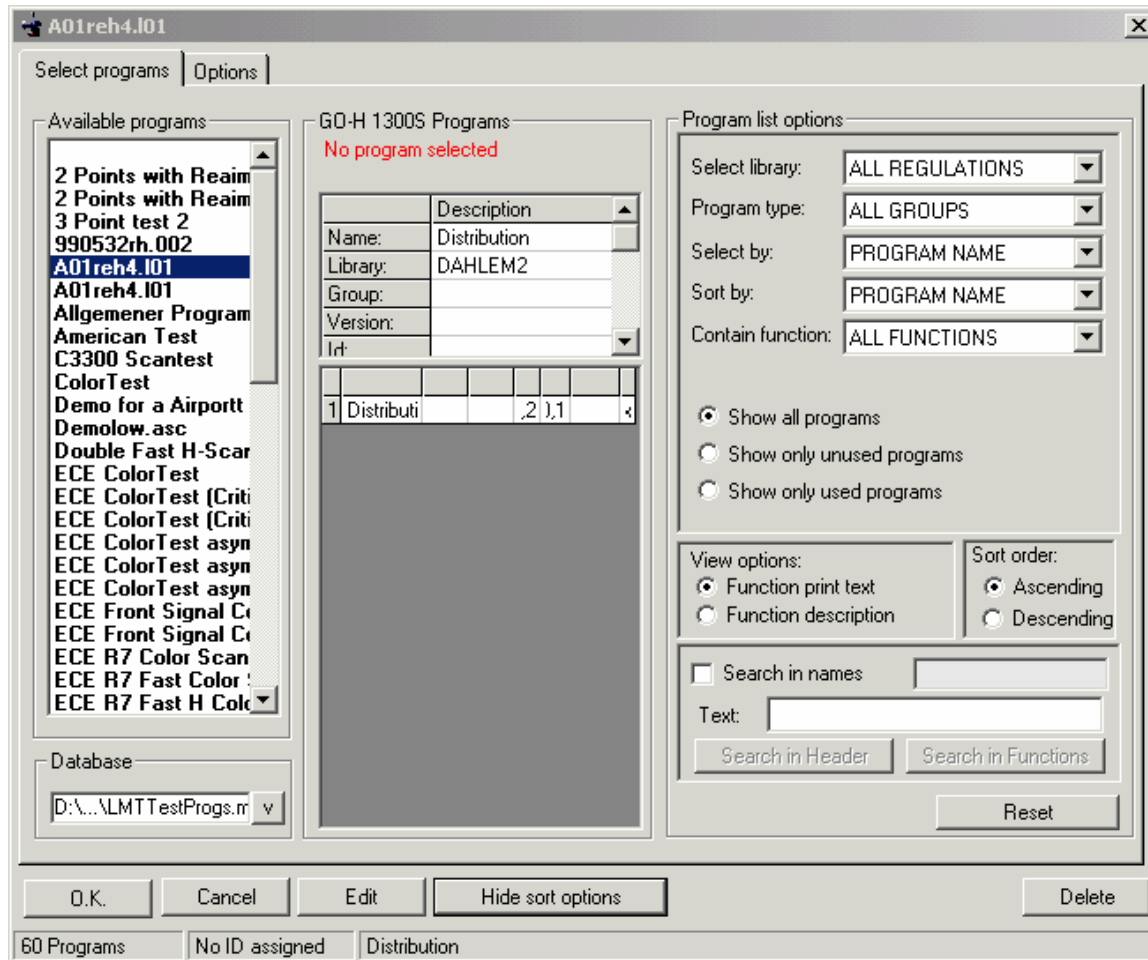 A01reh4.l01
Select programs
Options
Available programs
2 Points with Reaim
2 Points with Reaim
3 Point test 2
990532rh.002
A01reh4.l01
A01reh4.l01
Allgemener Program
American Test
C3300 Scantest
ColorTest
Demo for a Airportt
Demolow.asc
Double Fast H-Scar
ECE ColorTest
ECE ColorTest (Criti
ECE ColorTest (Criti
ECE ColorTest asym
ECE ColorTest asym
ECE ColorTest asym
ECE Front Signal Co
ECE Front Signal Co
ECE R7 Color Scan
ECE R7 Fast Color
ECE R7 Fast H Colo
Database
D:\...\LMTTestProgs.m v
GO-H 1300S Programs
No program selected
Description
Name: Distribution
Library: DAHLEM2
Group:
Version:
Id:
1 Distributi ,2 ),1
Program list options
Select library: ALL REGULATIONS
Program type: ALL GROUPS
Select by: PROGRAM NAME
Sort by: PROGRAM NAME
Contain function: ALL FUNCTIONS
Show all programs
Show only unused programs
Show only used programs
View options:
Function print text
Function description
Sort order:
Ascending
Descending
Search in names
Text:
Search in Header
Search in Functions
Reset
O.K.
Cancel
Edit
Hide sort options
Delete
60 Programs
No ID assigned
Distribution